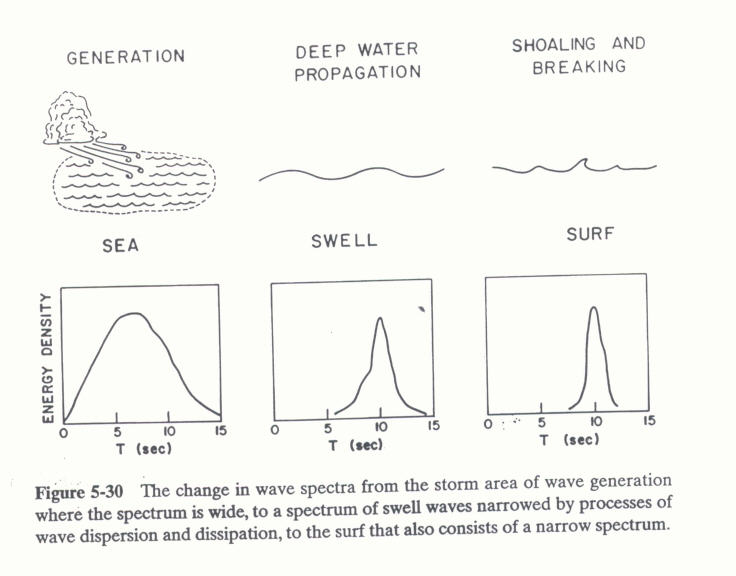 GENERATION
DEEP WATER
PROPAGATION
SHOALING AND
BREAKING
SEA
SWELL
SURF
ENERGY DENSITY
0 5 10 15
T (sec)
0 5 10 15
T (sec)
0 5 10 15
T (sec)
Figure 5-30 The change in wave spectra from the storm area of wave generation
where the spectrum is wide, to a spectrum of swell waves narrowed by processes of
wave dispersion and dissipation, to the surf that also consists of a narrow spectrum.